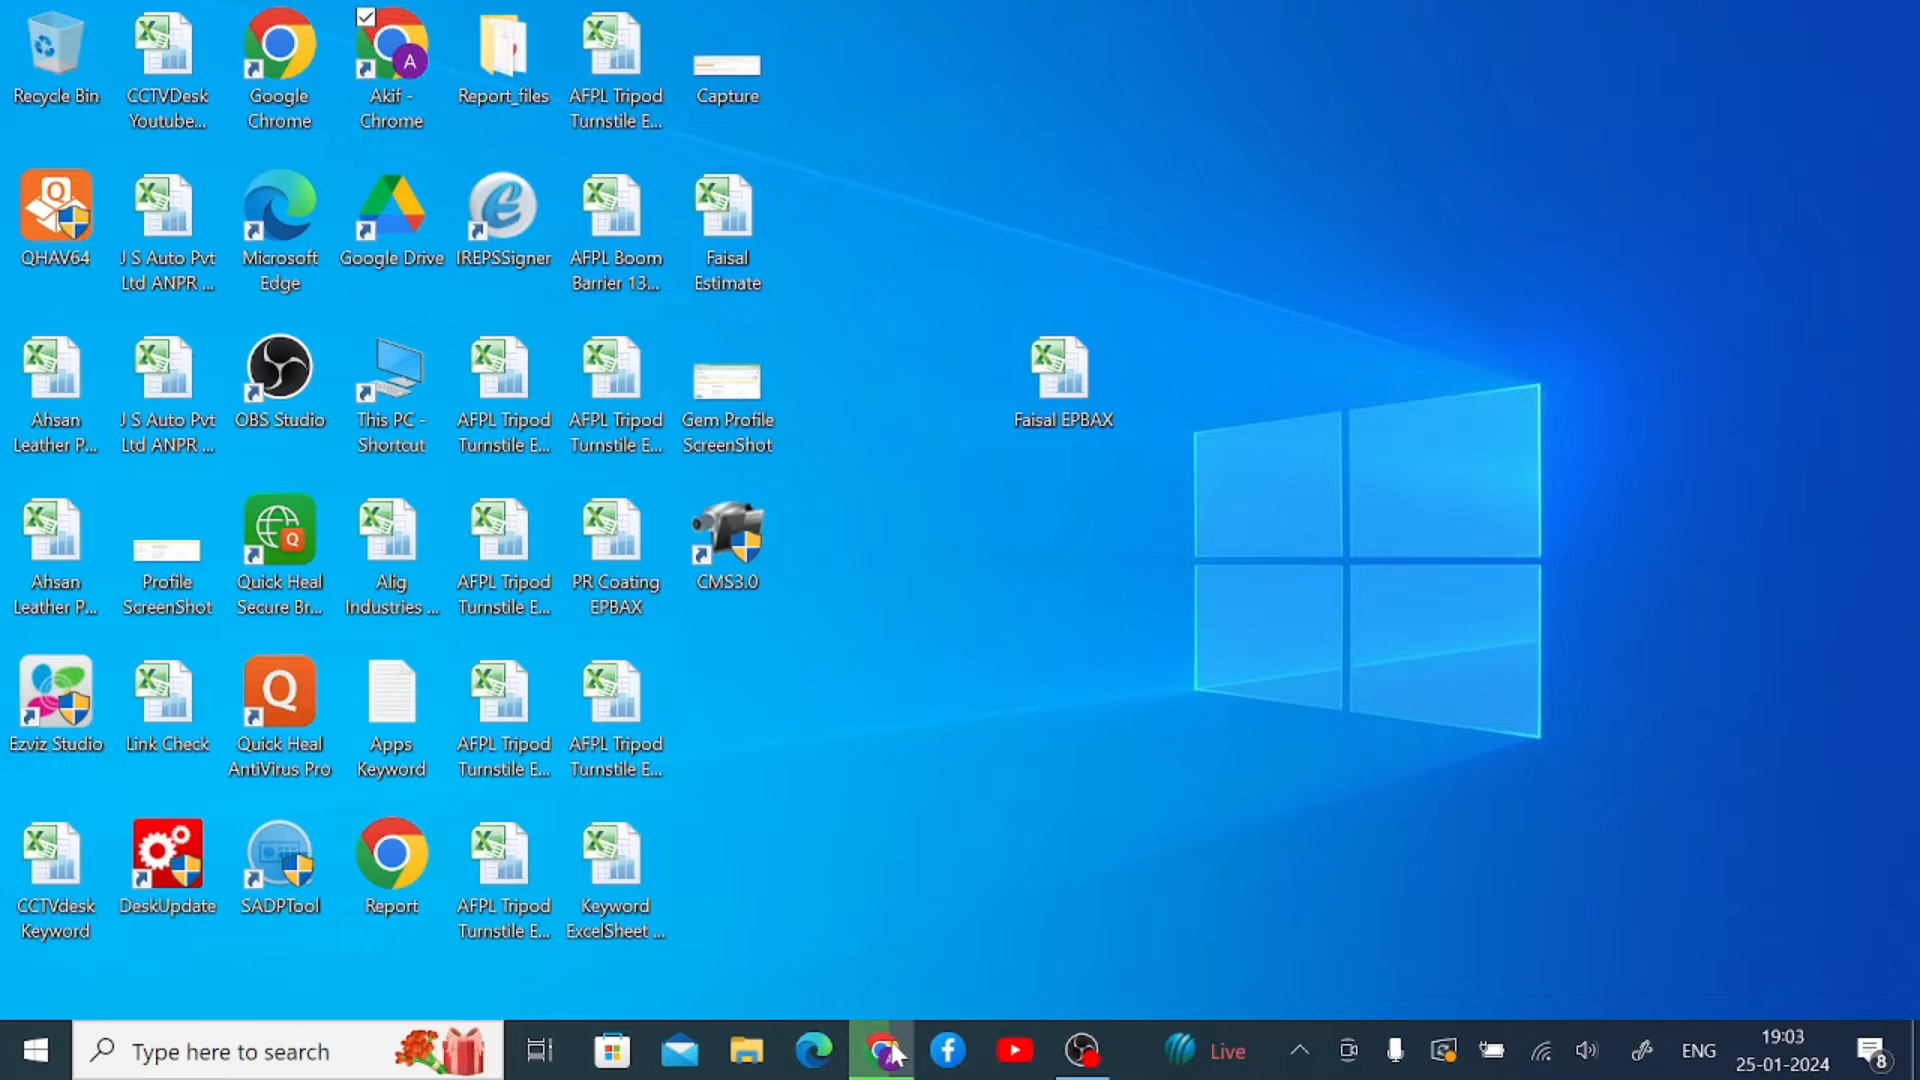 Recycle Bin
CCTVDesk
Youtube...
Google
Chrome
A
Akif -
Chrome
Report_files
AFPL Tripod
Turnstile E...
Capture
QHAV64
J S Auto Pvt
Ltd ANPR ...
Microsoft
Edge
Google Drive
IREPSSigner
AFPL Boom
Barrier 13...
Faisal
Estimate
Ahsan
Leather P...
J S Auto Pvt
Ltd ANPR ...
OBS Studio
This PC -
Shortcut
AFPL Tripod
Turnstile E...
AFPL Tripod
Turnstile E...
Gem Profile
ScreenShot
Faisal EPBAX
Ahsan
Leather P...
Profile
ScreenShot
Quick Heal
Secure Br...
Alig
Industries ...
AFPL Tripod
Turnstile E...
PR Coating
EPBAX
CMS3.0
Ezviz Studio
Link Check
Quick Heal
AntiVirus Pro
Apps
Keyword
AFPL Tripod
Turnstile E...
AFPL Tripod
Turnstile E...
CCTVdesk
Keyword
DeskUpdate
SADPTool
Report
AFPL Tripod
Turnstile E...
Keyword
ExcelSheet ...
Type here to search
Live
ENG
19:03
25-01-2024
8